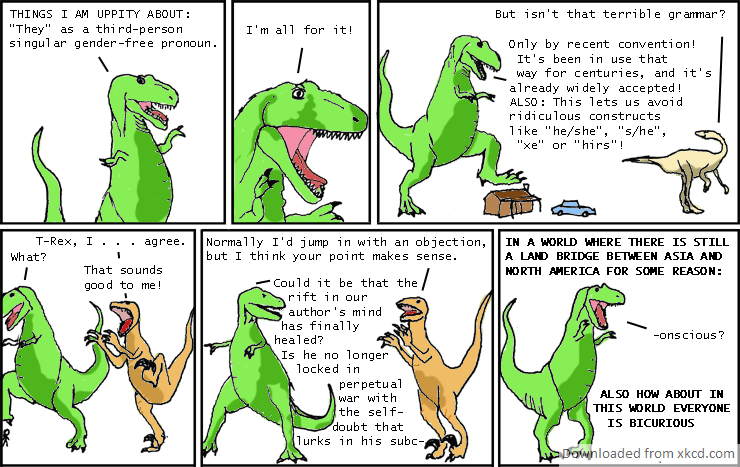 THINGS I AM UPPITY ABOUT:
"They" as a third-person
singular gender-free pronoun.
I'm all for it!
But isn't that terrible grammar?
Only by recent convention!
It's been in use that
way for centuries, and it's
already widely accepted!
ALSO: This lets us avoid
ridiculous constructs
like "he/she", "s/he",
"xe" or "hirs"!
T-Rex, I . . . agree.
What?
That sounds
good to me!
Normally I'd jump in with an objection,
but I think your point makes sense.
Could it be that the
rift in our
author's mind
has finally
healed?
Is he no longer
locked in
perpetual
war with
the self-
doubt that
lurks in his subc-
IN A WORLD WHERE THERE IS STILL
A LAND BRIDGE BETWEEN ASIA AND
NORTH AMERICA FOR SOME REASON:
-onscious?
ALSO HOW ABOUT IN
THIS WORLD EVERYONE
IS BICURIOUS
Downloaded from xkcd.com